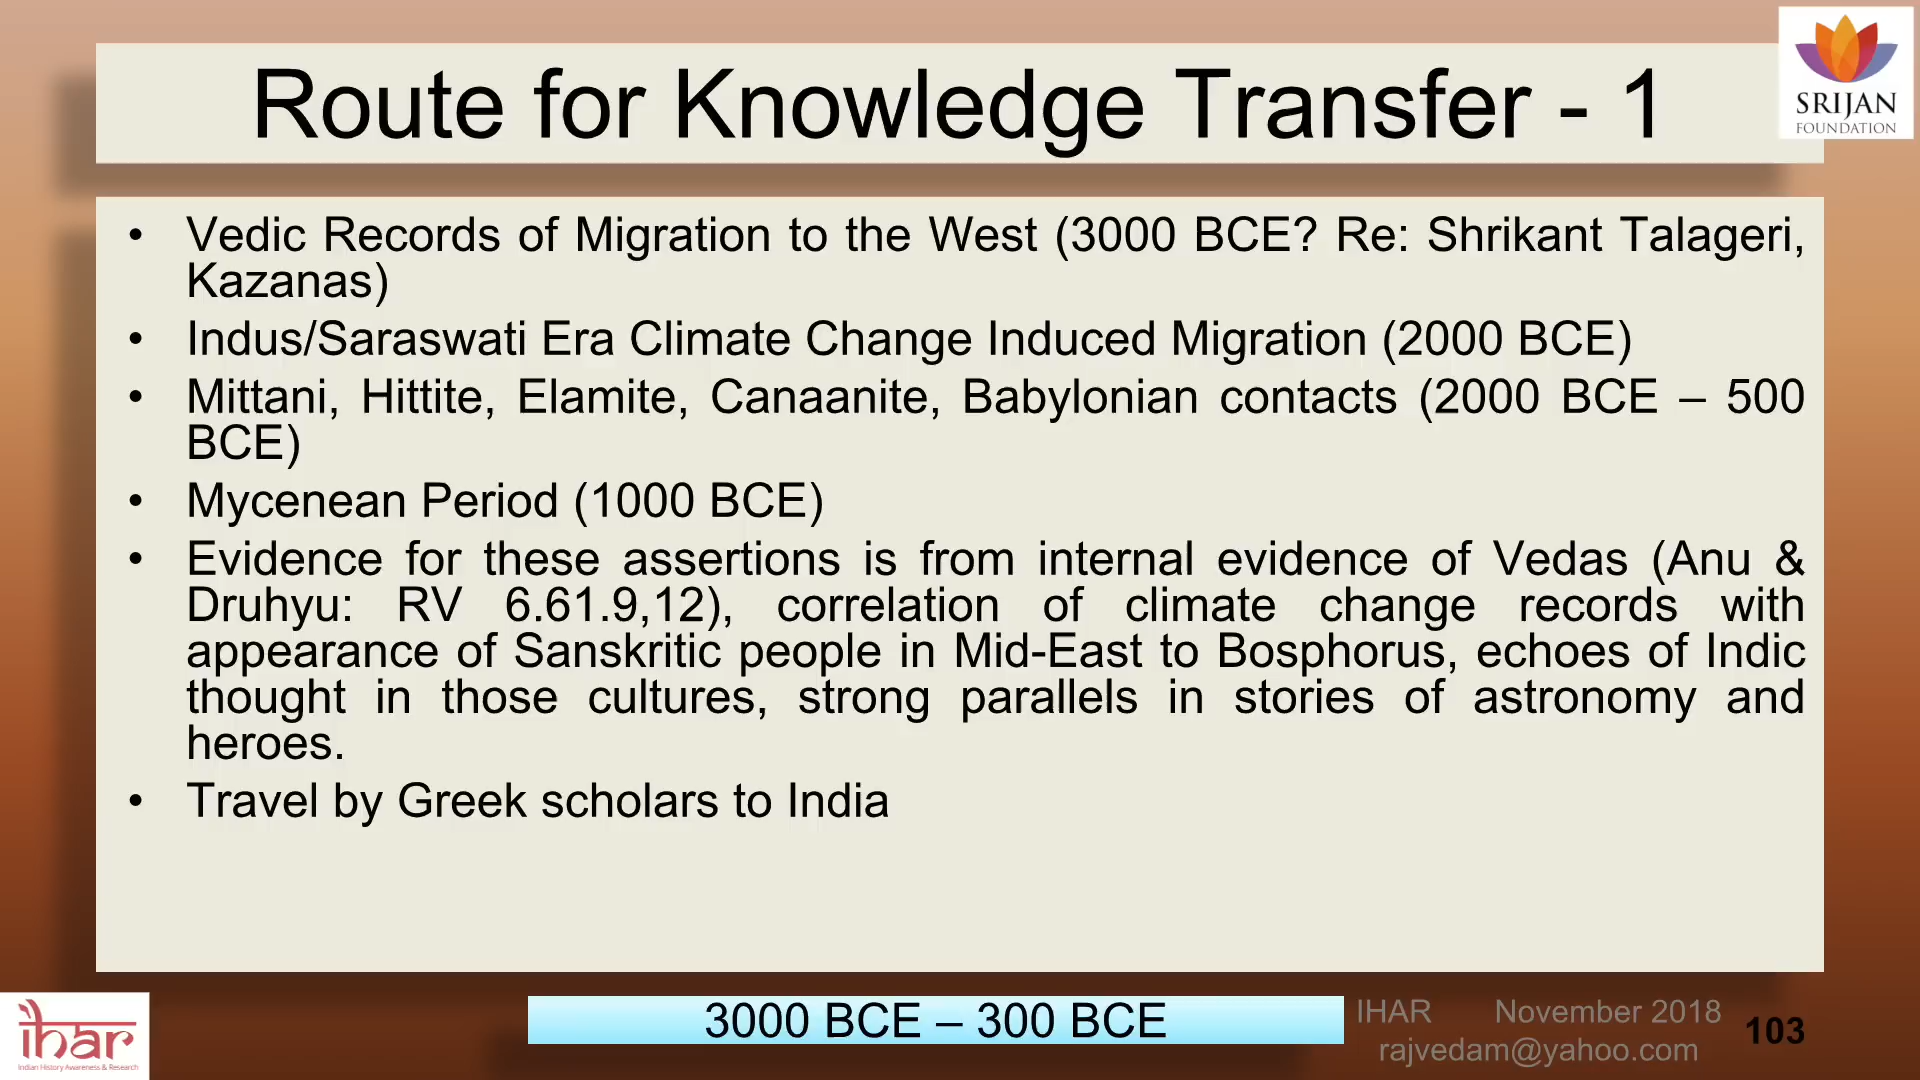 Route for Knowledge Transfer - 1
SRIJAN
FOUNDATION
• Vedic Records of Migration to the West (3000 BCE? Re: Shrikant Talageri,
Kazanas)
• Indus/Saraswati Era Climate Change Induced Migration (2000 BCE)
• Mittani, Hittite, Elamite, Canaanite, Babylonian contacts (2000 BCE – 500
BCE)
• Mycenean Period (1000 BCE)
• Evidence for these assertions is from internal evidence of Vedas (Anu &
Druhyu: RV 6.61.9,12), correlation of climate change records with
appearance of Sanskritic people in Mid-East to Bosphorus, echoes of Indic
thought in those cultures, strong parallels in stories of astronomy and
heroes.
• Travel by Greek scholars to India
ihar
Indian History Awareness & Research
3000 BCE – 300 BCE
IHAR November 2018
rajvedam@yahoo.com
103